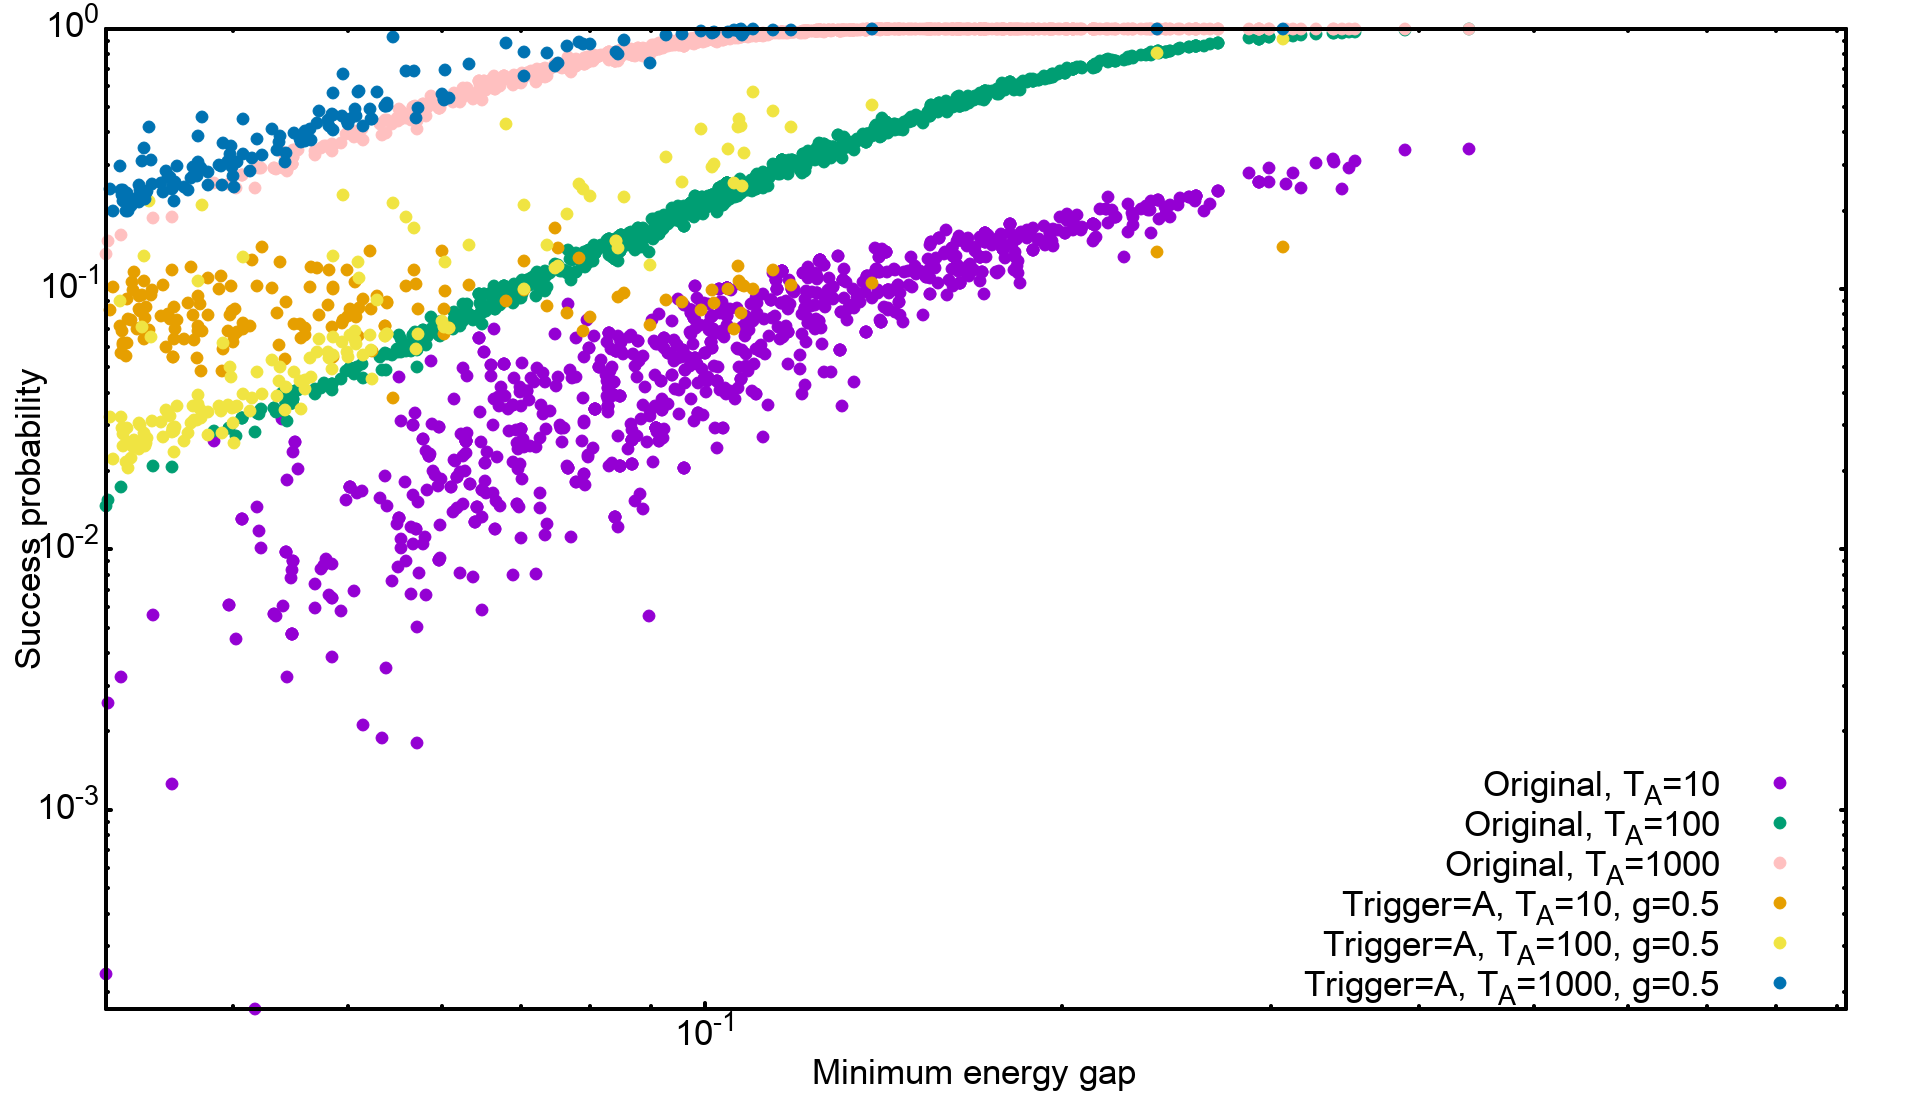 10^0
10^-1
10^-2
10^-3
Success probability
10^-1
Minimum energy gap
Original, T_A=10
Original, T_A=100
Original, T_A=1000
Trigger=A, T_A=10, g=0.5
Trigger=A, T_A=100, g=0.5
Trigger=A, T_A=1000, g=0.5